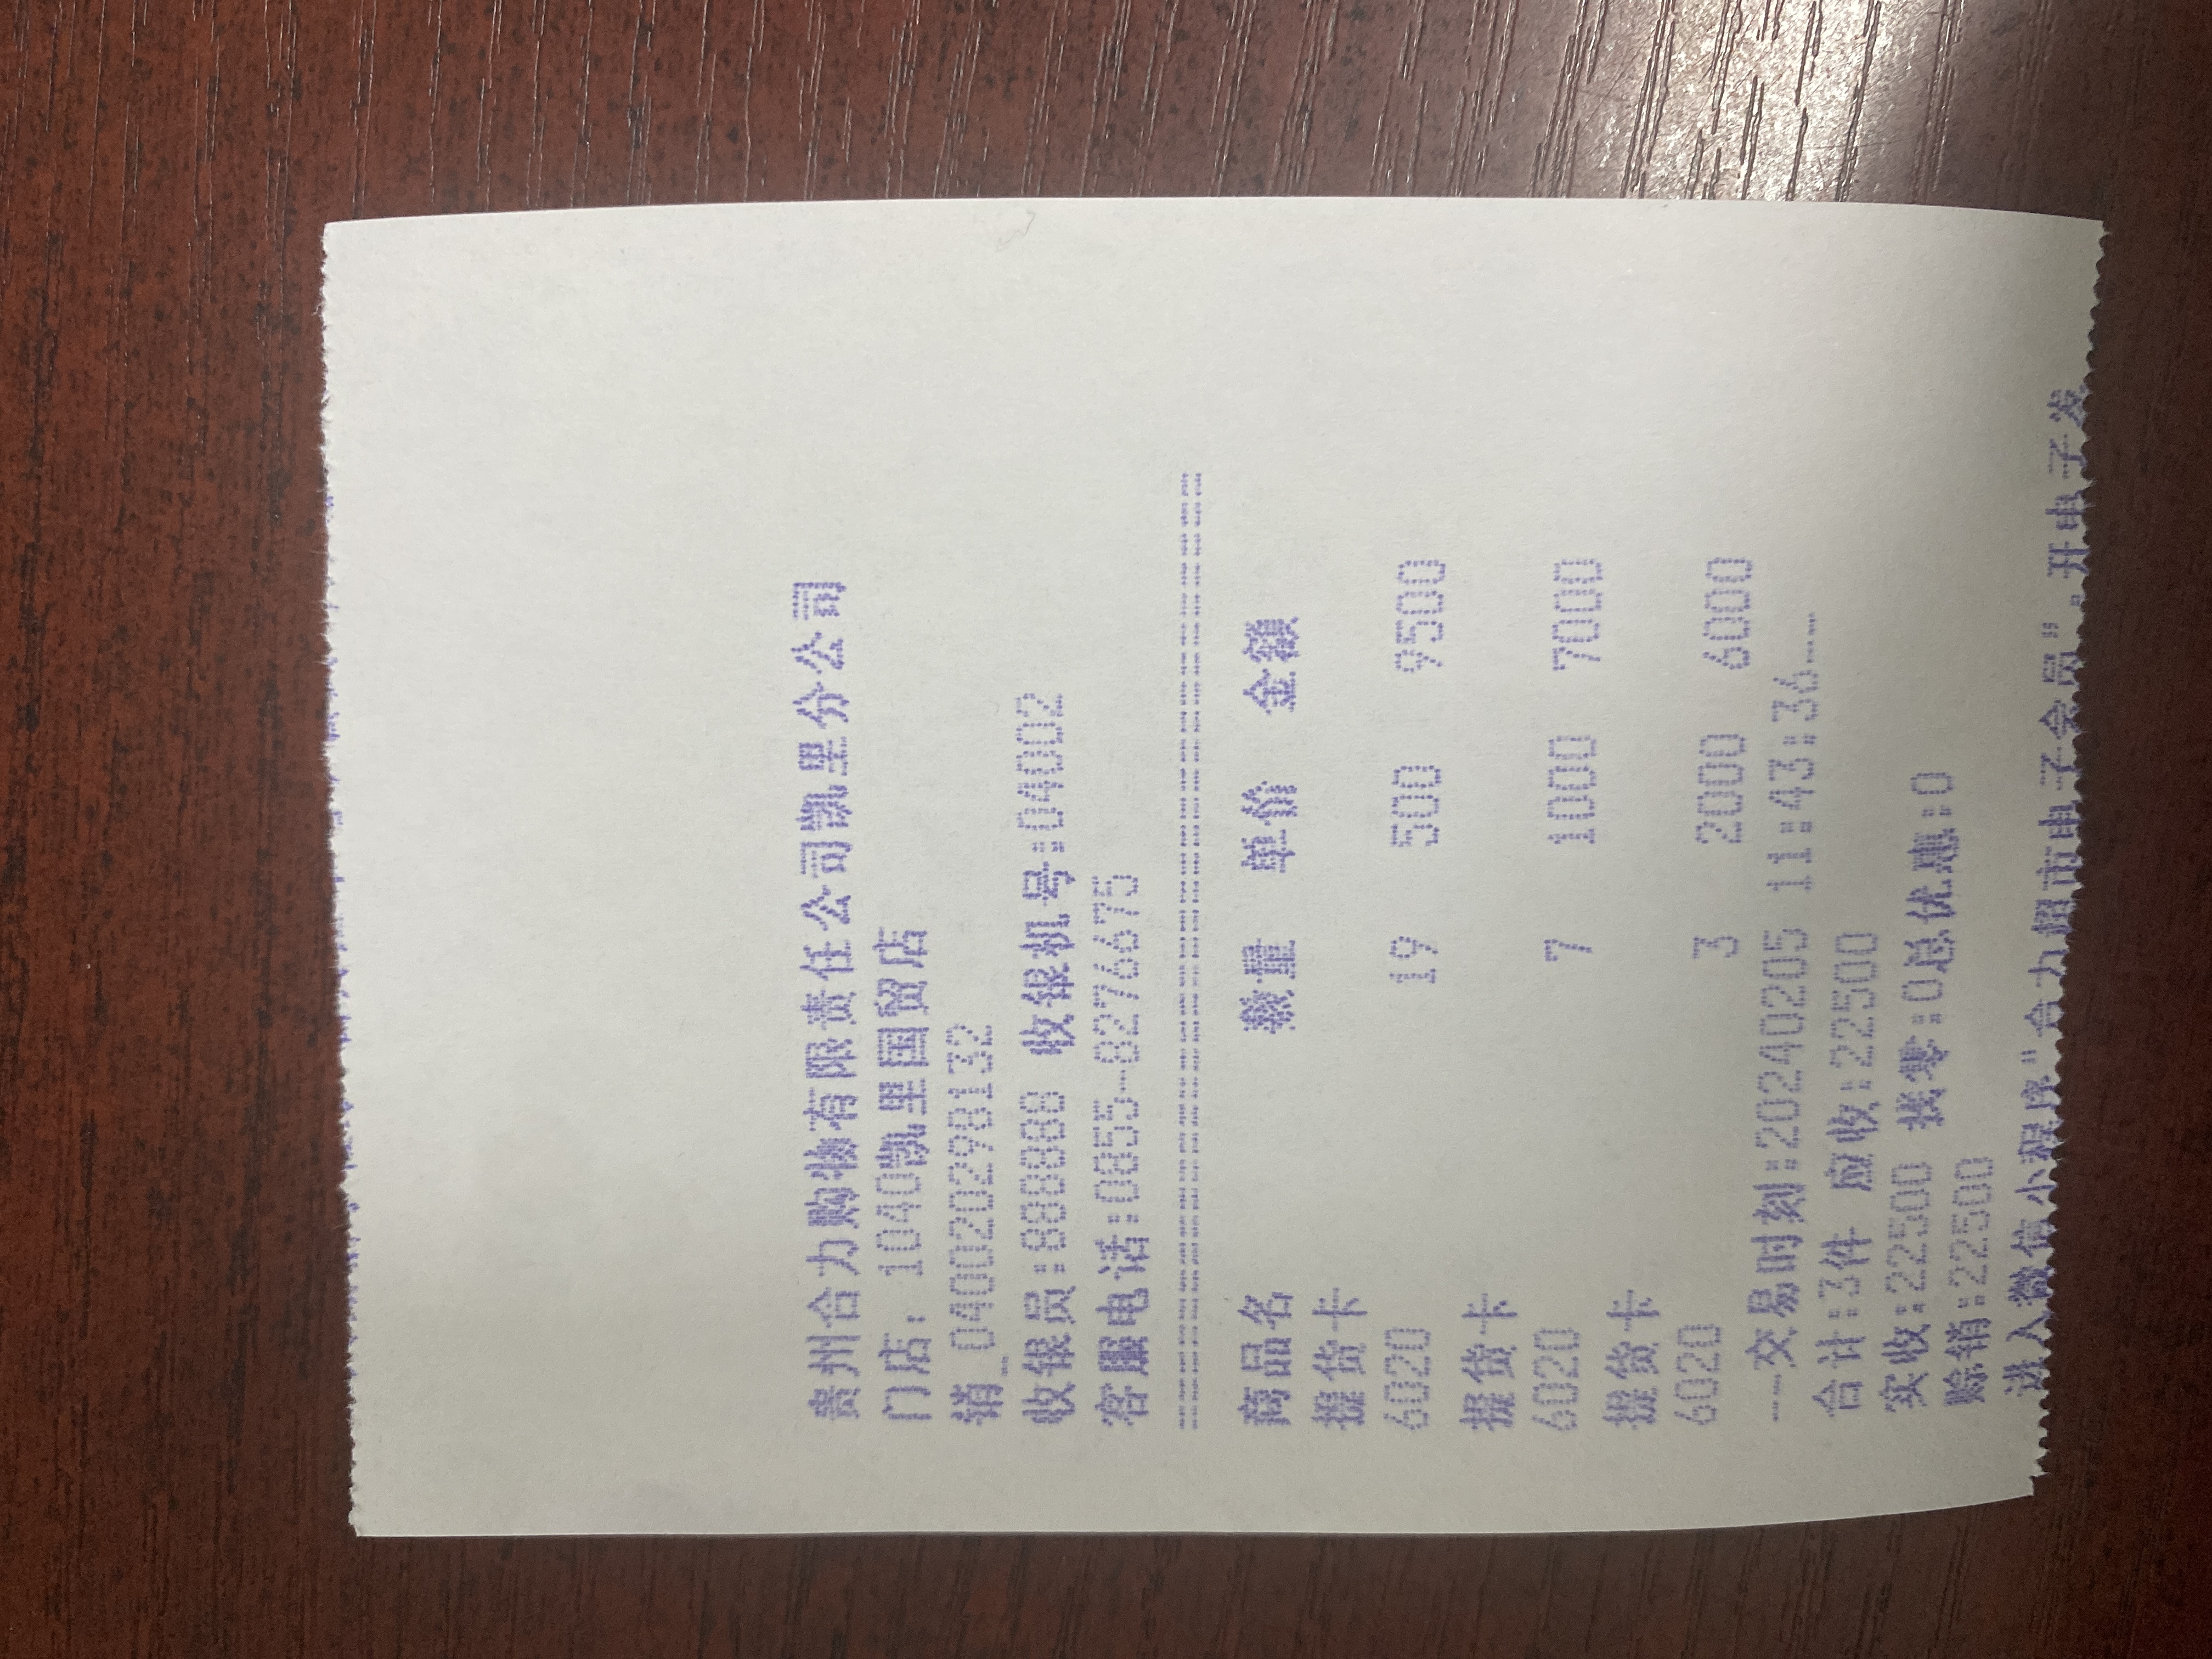 贵州合力购物有限责任公司凯里分公司
门店: 1040凯里国贸店
销_040020298132
收银员:88888 收银机号:04002
客服电话:0855-8276675
========================================
商品名 数量 单价 金额
提货卡
6020 19 500 9500
提货卡
6020 7 1000 7000
提货卡
6020 3 2000 6000
--交易时刻:20240205 11:43:36--
合计:3件 应收:22500
实收:22500 找零:0总优惠:0
赊销:22500
进入微信小程序"合力超市电子会员".开电子发